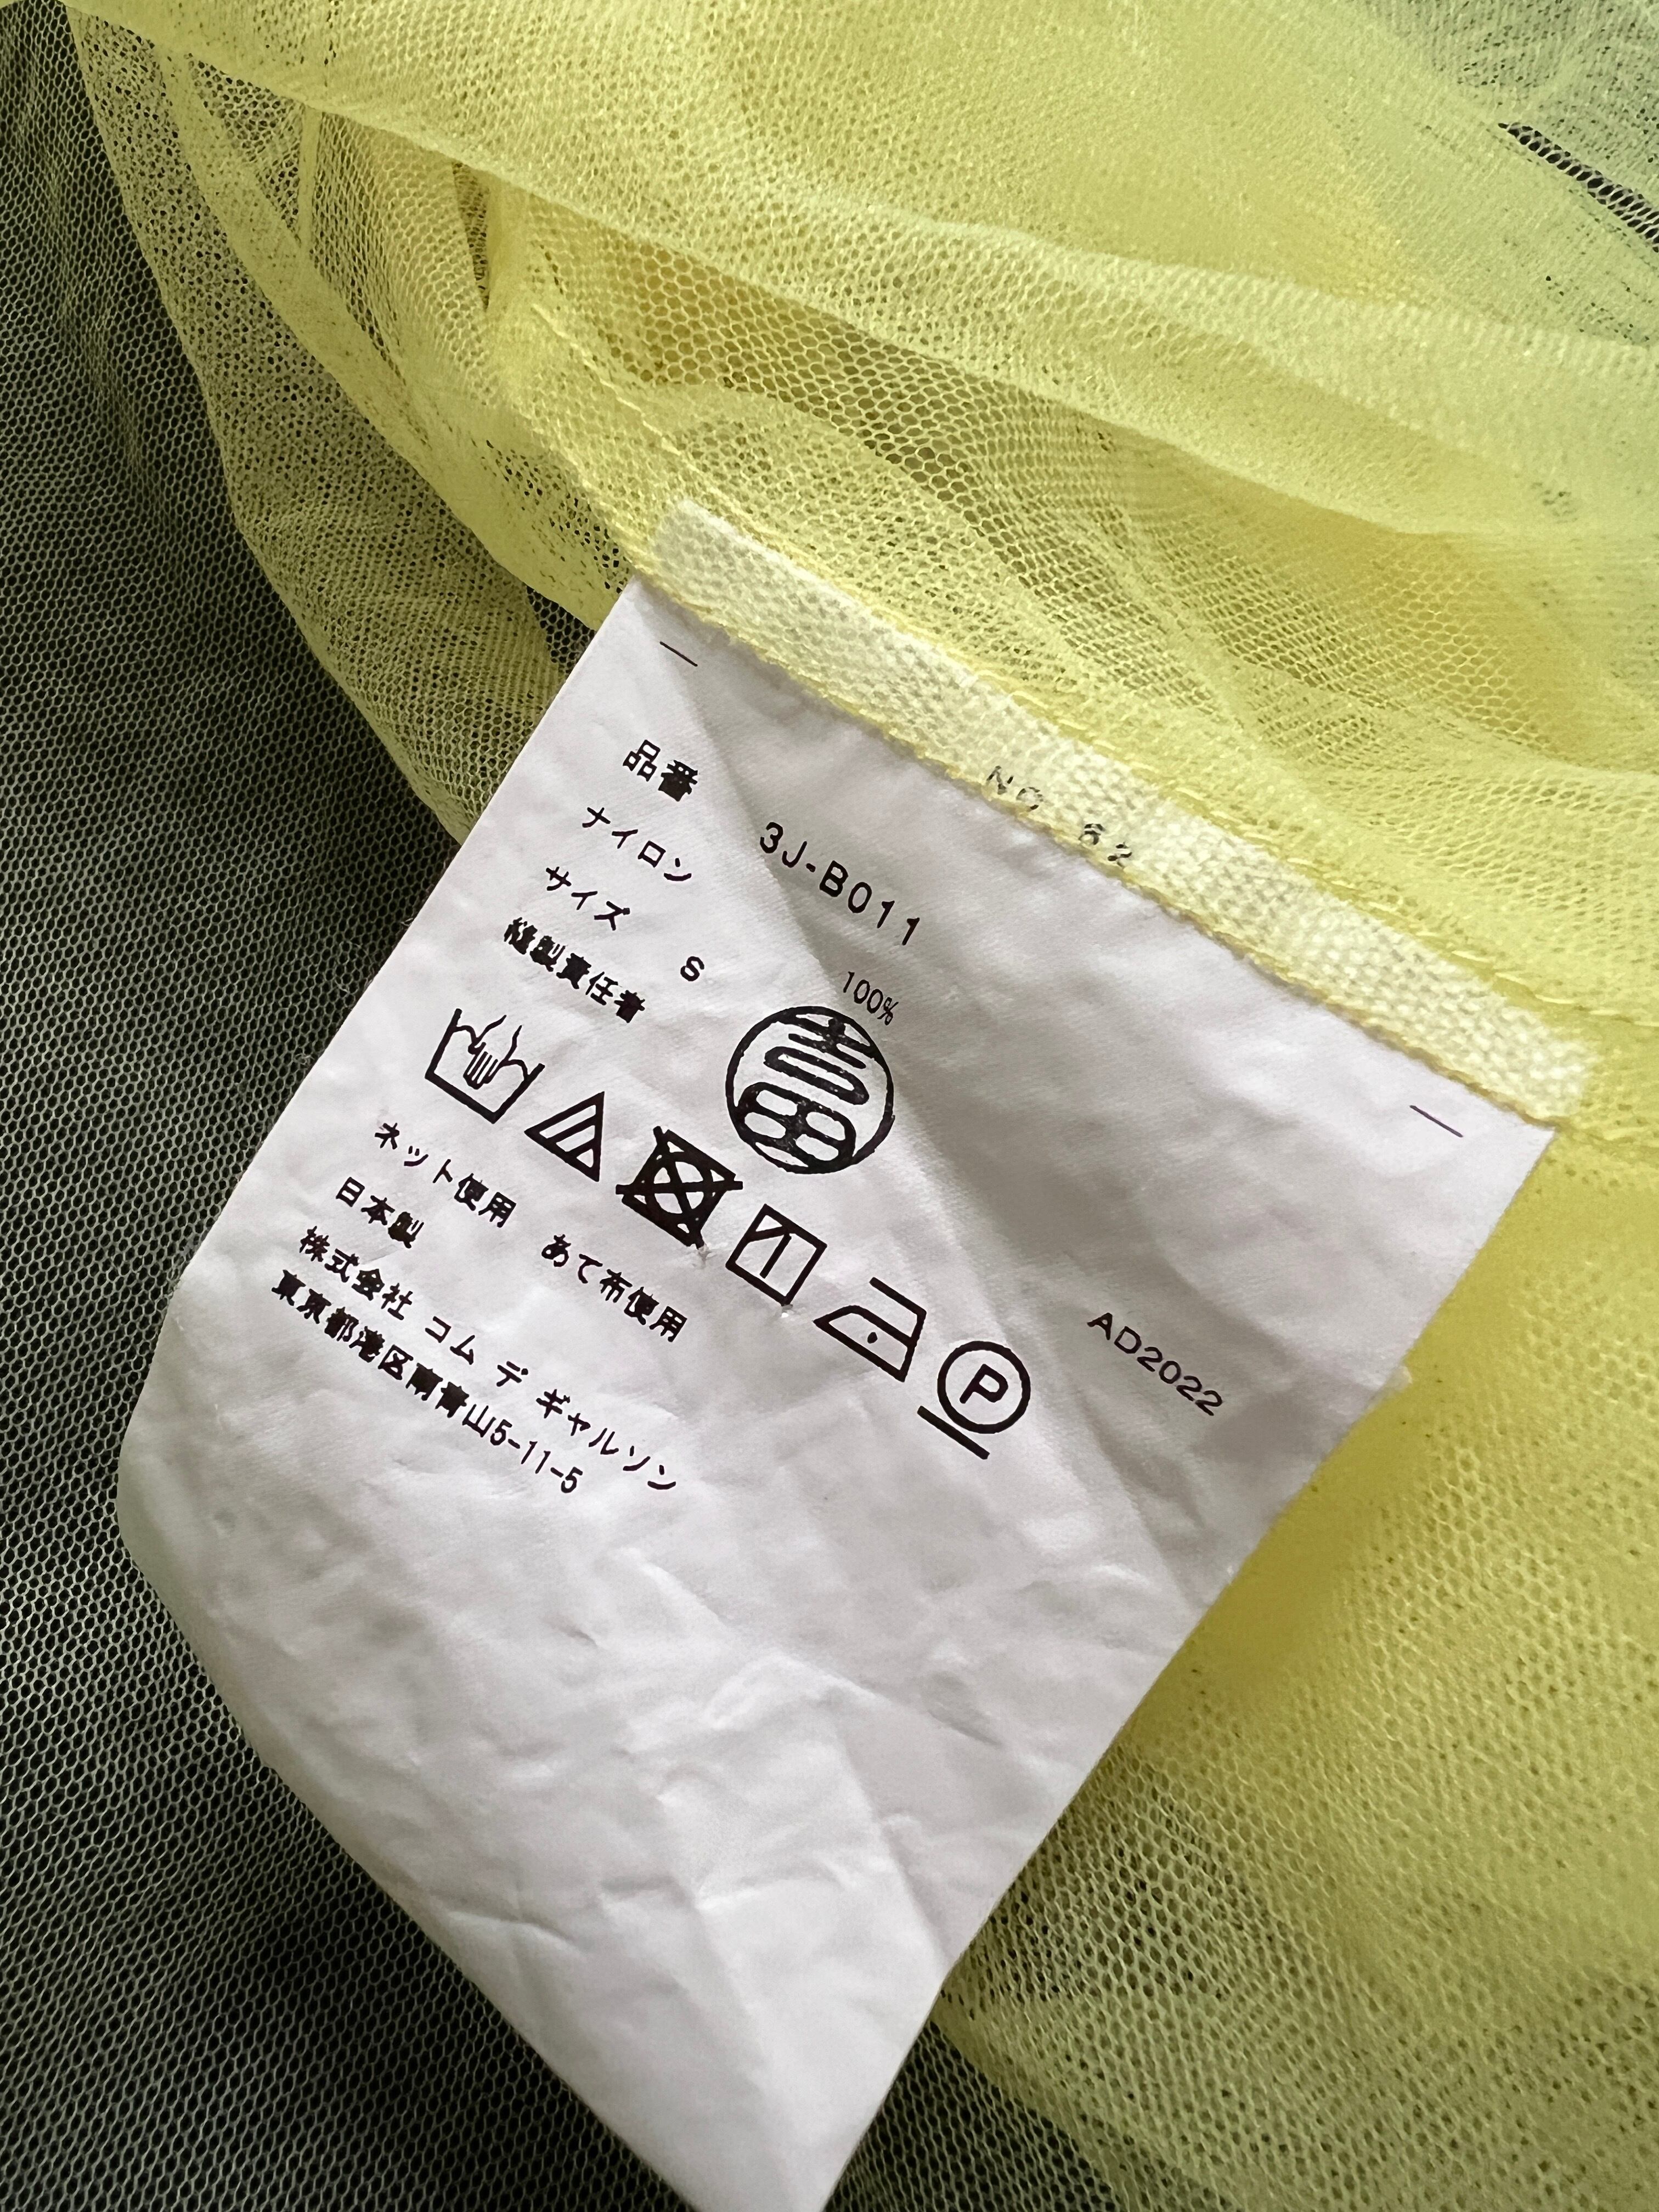 NO 62
品番 3J-B011
ナイロン 100%
サイズ S
縫製責任者
ネット使用 あて布使用
日本製
株式会社 コム デ ギャルソン
東京都港区南青山5-11-5
P
AD2022